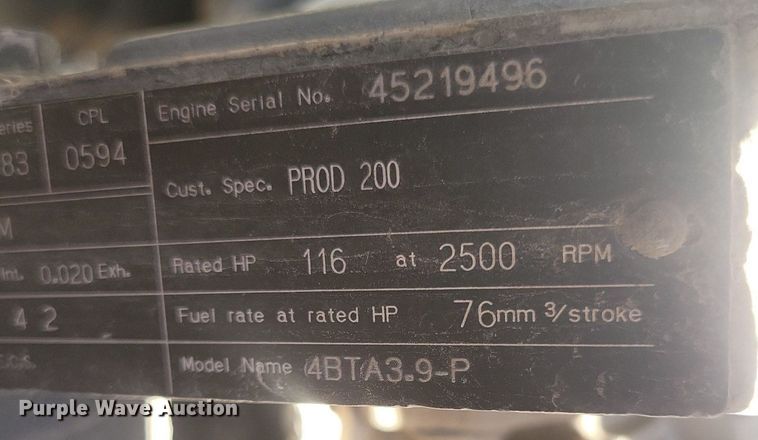 Engine Serial No. 45219496
eries CPL
83 0594
Cust. Spec. PROD 200
M
Int. 0.020 Exh.
Rated HP 116 at 2500 RPM
4 2
Fuel rate at rated HP 76mm 3/stroke
Model Name 4BTA3.9-P
Purple Wave Auction